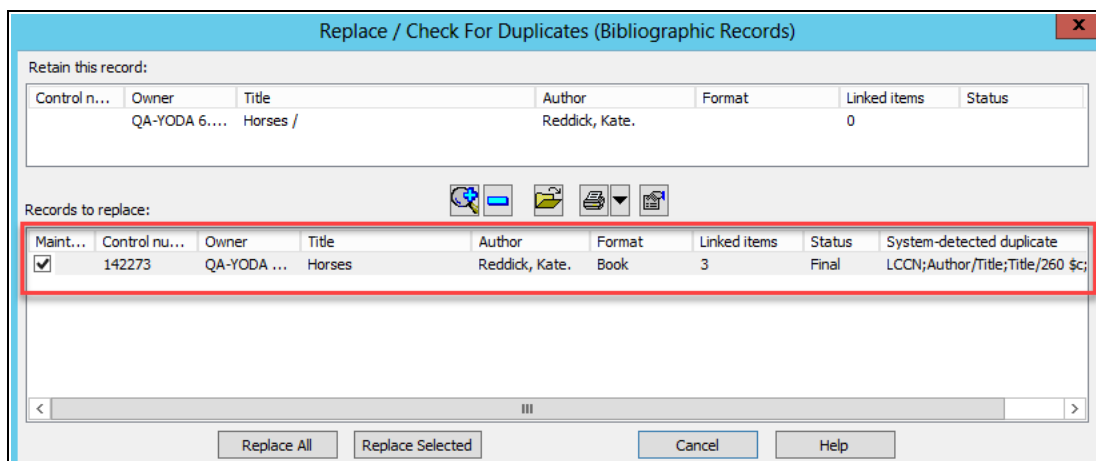 Replace / Check For Duplicates (Bibliographic Records)
x
Retain this record:
Control n... Owner Title Author Format Linked items Status
QA-YODA 6.... Horses / Reddick, Kate. 0
Records to replace:
Maint... Control nu... Owner Title Author Format Linked items Status System-detected duplicate
142273 QA-YODA ... Horses Reddick, Kate. Book 3 Final LCCN;Author/Title;Title/260 $c;
Replace All Replace Selected Cancel Help